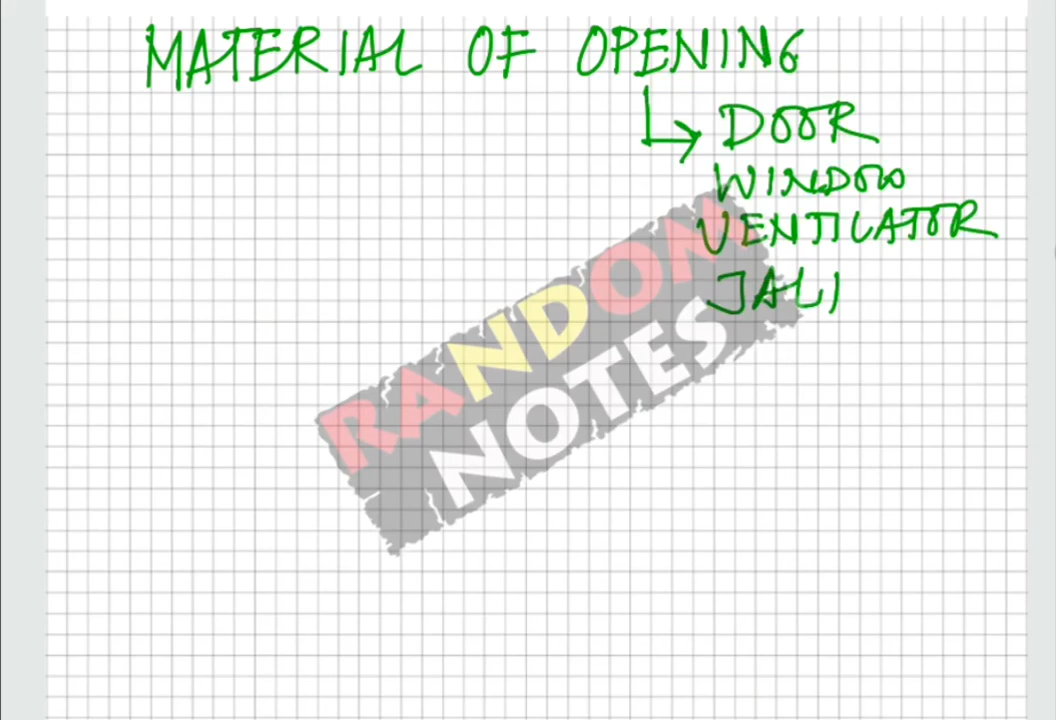 MATERIAL OF OPENING
↳ DOOR
WINDOW
VENTILATOR
JALI
RANDOM
NOTES